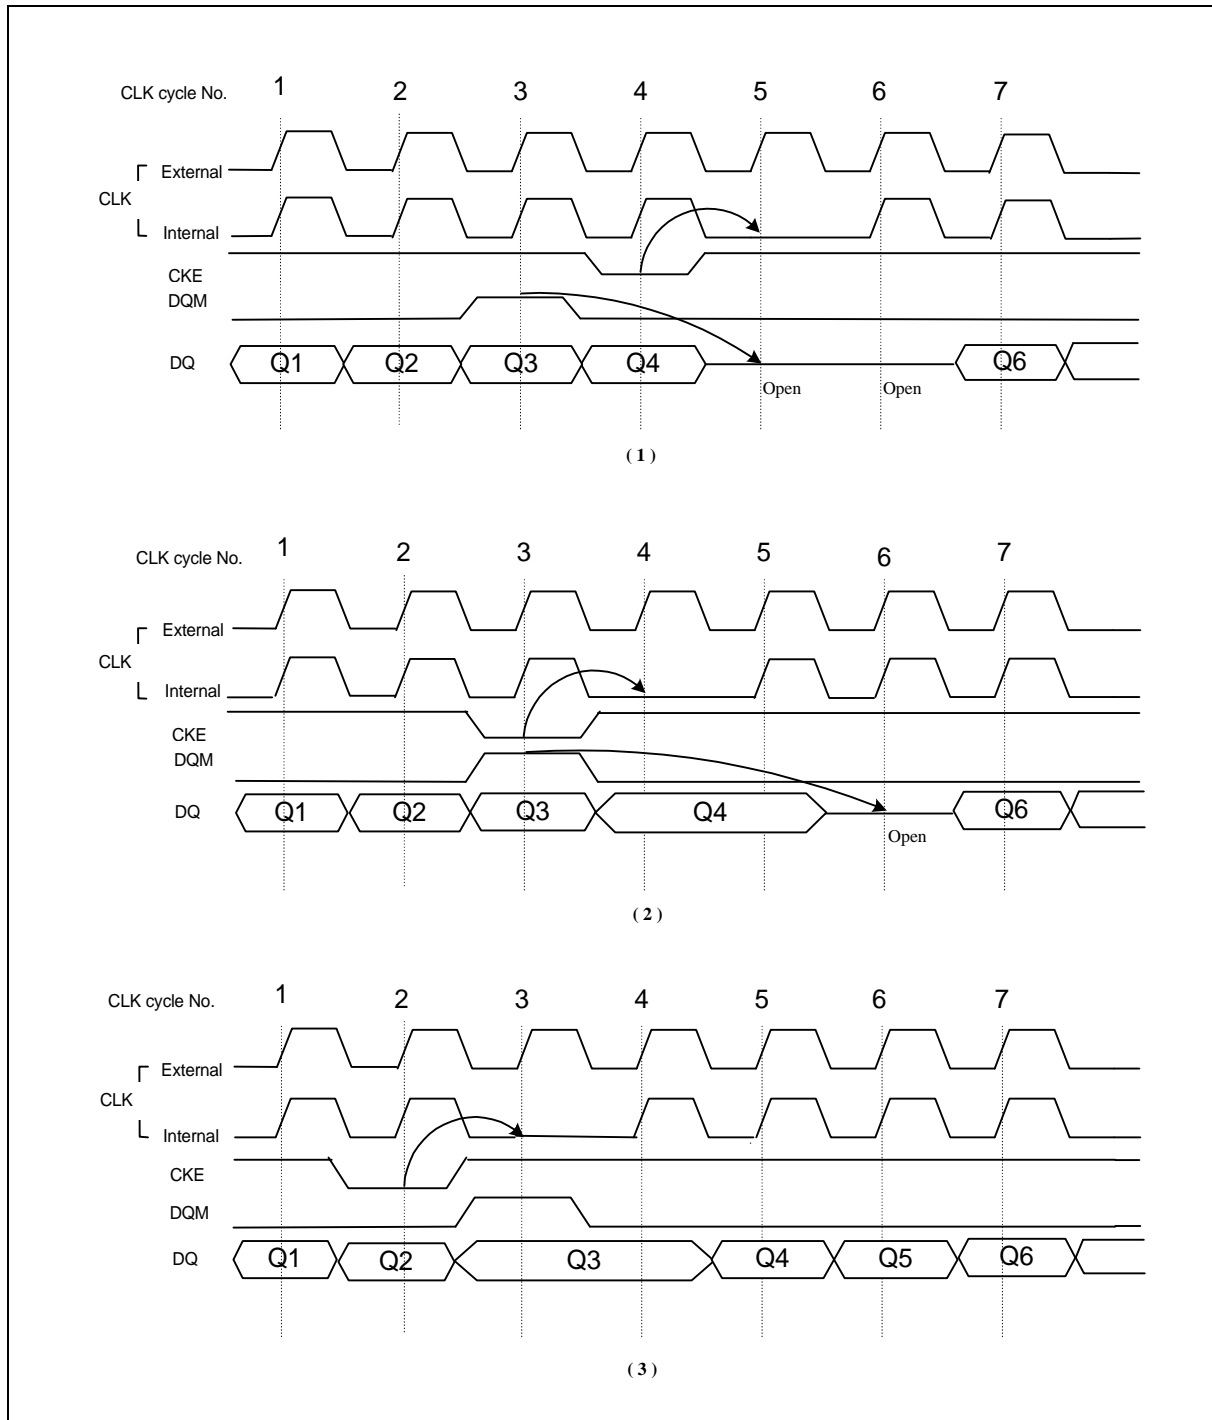 CLK cycle No. 1 2 3 4 5 6 7
External
CLK
Internal
CKE
DQM
DQ Q1 Q2 Q3 Q4 Q6
Open Open
( 1 )
CLK cycle No. 1 2 3 4 5 6 7
External
CLK
Internal
CKE
DQM
DQ Q1 Q2 Q3 Q4 Q6
Open
( 2 )
CLK cycle No. 1 2 3 4 5 6 7
External
CLK
Internal
CKE
DQM
DQ Q1 Q2 Q3 Q4 Q5 Q6
( 3 )